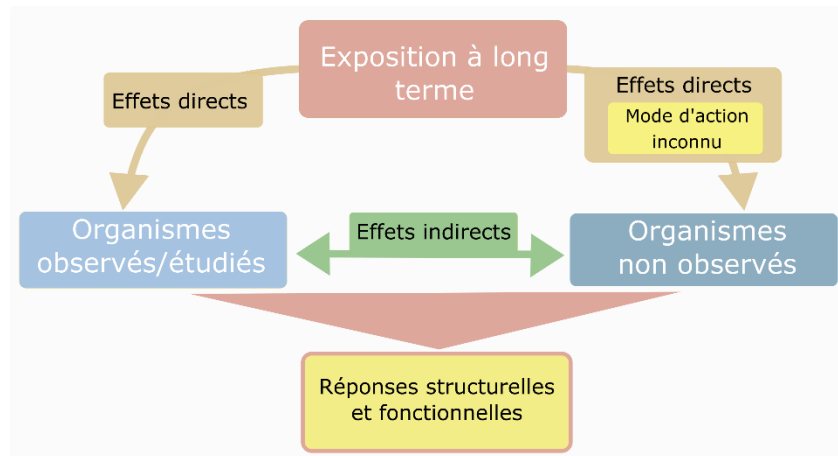 Exposition à long
terme
Effets directs
Effets directs
Mode d'action
inconnu
Organismes
observés/étudiés
Effets indirects
Organismes
non observés
Réponses structurelles
et fonctionnelles